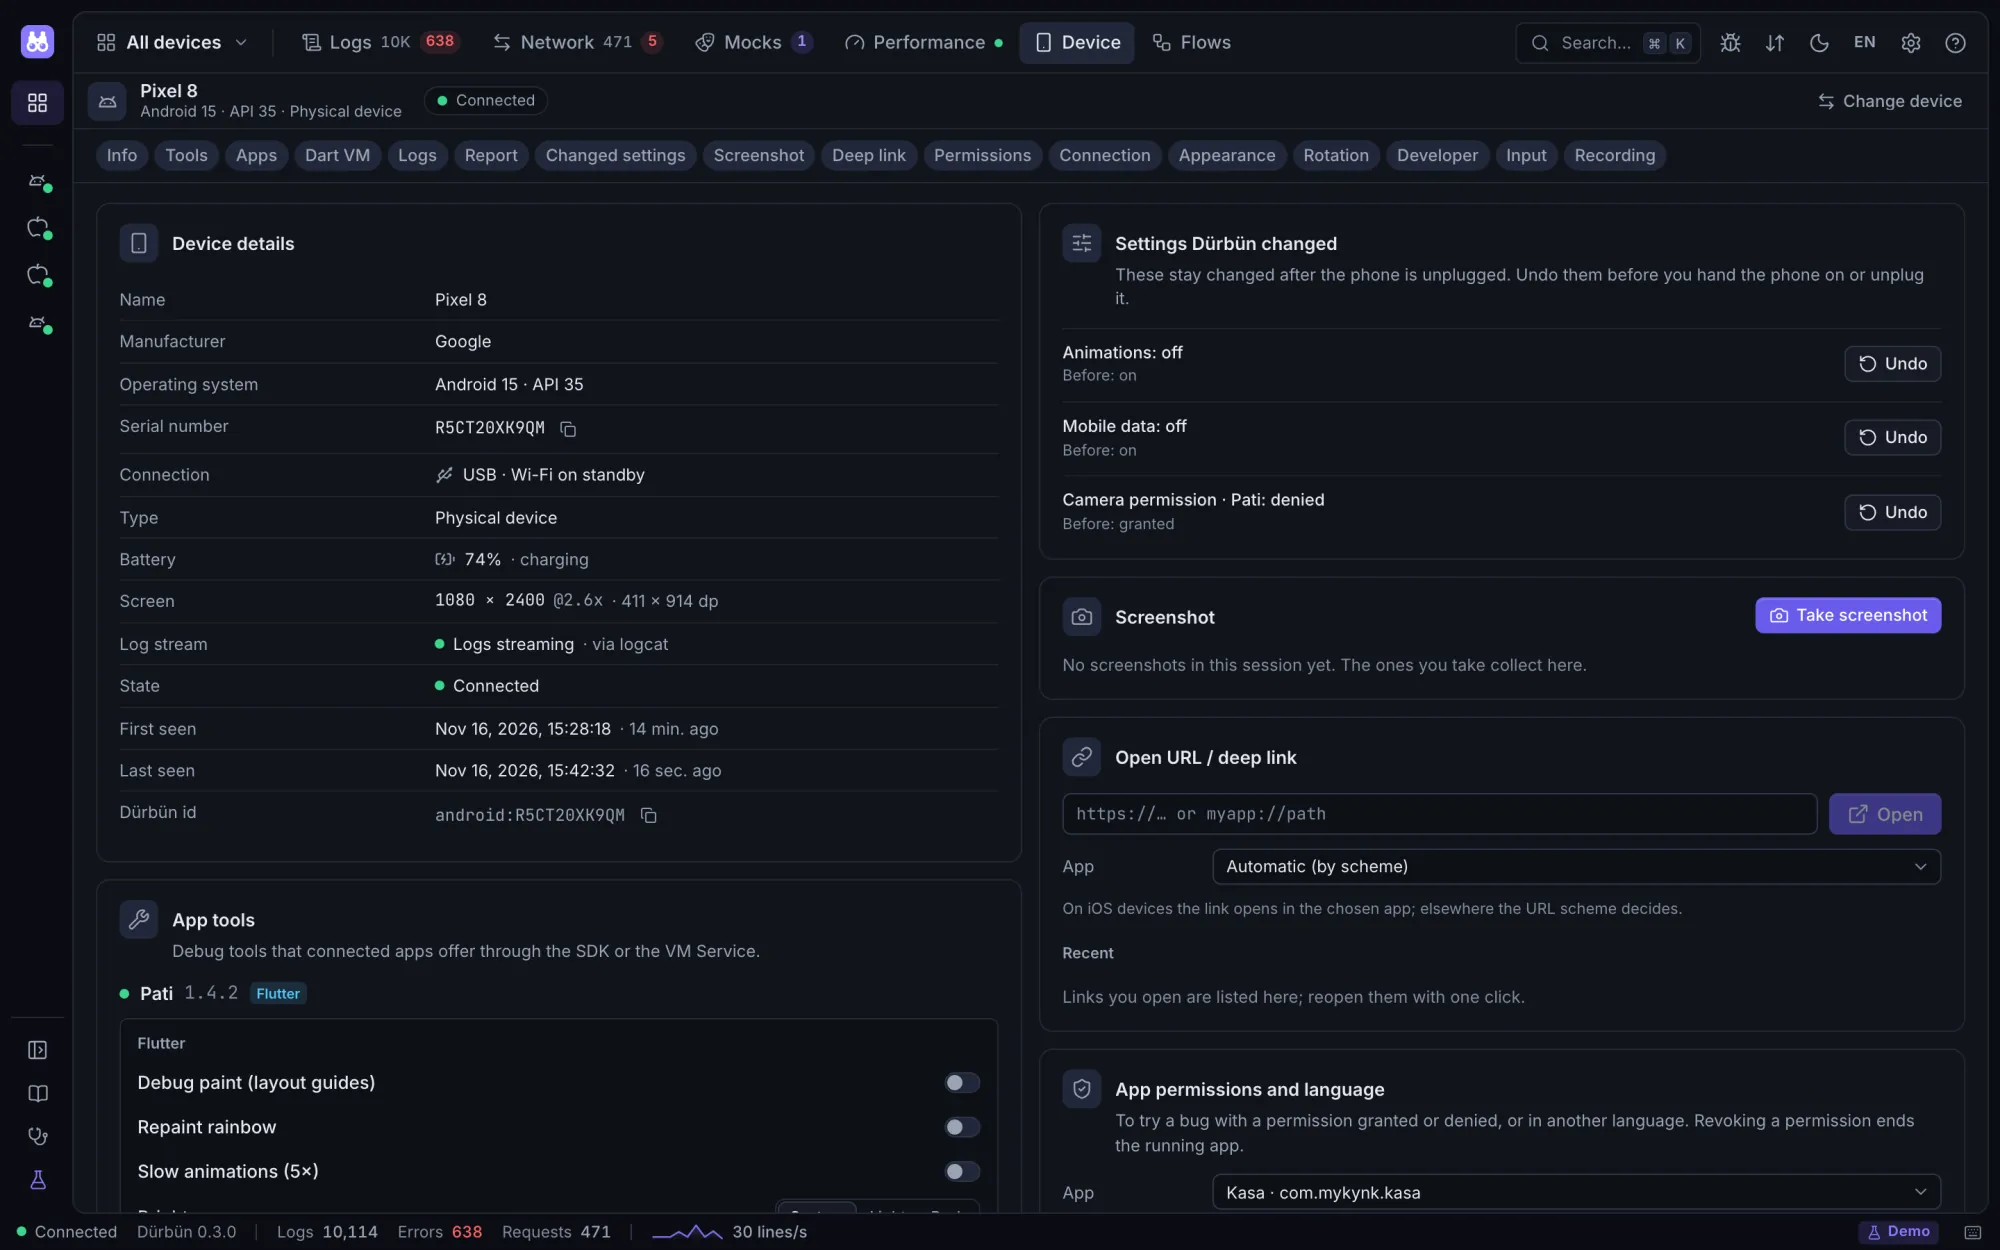 All devices
Logs 10K 638
Network 471 5
Mocks 1
Performance
Device
Flows
Search... ⌘ K
EN
Pixel 8
Android 15 · API 35 · Physical device
Connected
Change device
Info Tools Apps Dart VM Logs Report Changed settings Screenshot Deep link Permissions Connection Appearance Rotation Developer Input Recording
Device details
Name Pixel 8
Manufacturer Google
Operating system Android 15 · API 35
Serial number R5CT20XK9QM
Connection USB · Wi-Fi on standby
Type Physical device
Battery 74% · charging
Screen 1080 × 2400 @2.6x · 411 × 914 dp
Log stream Logs streaming · via logcat
State Connected
First seen Nov 16, 2026, 15:28:18 · 14 min. ago
Last seen Nov 16, 2026, 15:42:32 · 16 sec. ago
Dürbün id android:R5CT20XK9QM
App tools
Debug tools that connected apps offer through the SDK or the VM Service.
Pati 1.4.2 Flutter
Flutter
Debug paint (layout guides)
Repaint rainbow
Slow animations (5×)
Settings Dürbün changed
These stay changed after the phone is unplugged. Undo them before you hand the phone on or unplug
it.
Animations: off
Before: on
Undo
Mobile data: off
Before: on
Undo
Camera permission · Pati: denied
Before: granted
Undo
Screenshot
Take screenshot
No screenshots in this session yet. The ones you take collect here.
Open URL / deep link
https://… or myapp://path
Open
App Automatic (by scheme)
On iOS devices the link opens in the chosen app; elsewhere the URL scheme decides.
Recent
Links you open are listed here; reopen them with one click.
App permissions and language
To try a bug with a permission granted or denied, or in another language. Revoking a permission ends
the running app.
App Kasa · com.mykynk.kasa
Connected Dürbün 0.3.0 Logs 10,114 Errors 638 Requests 471 30 lines/s
Demo